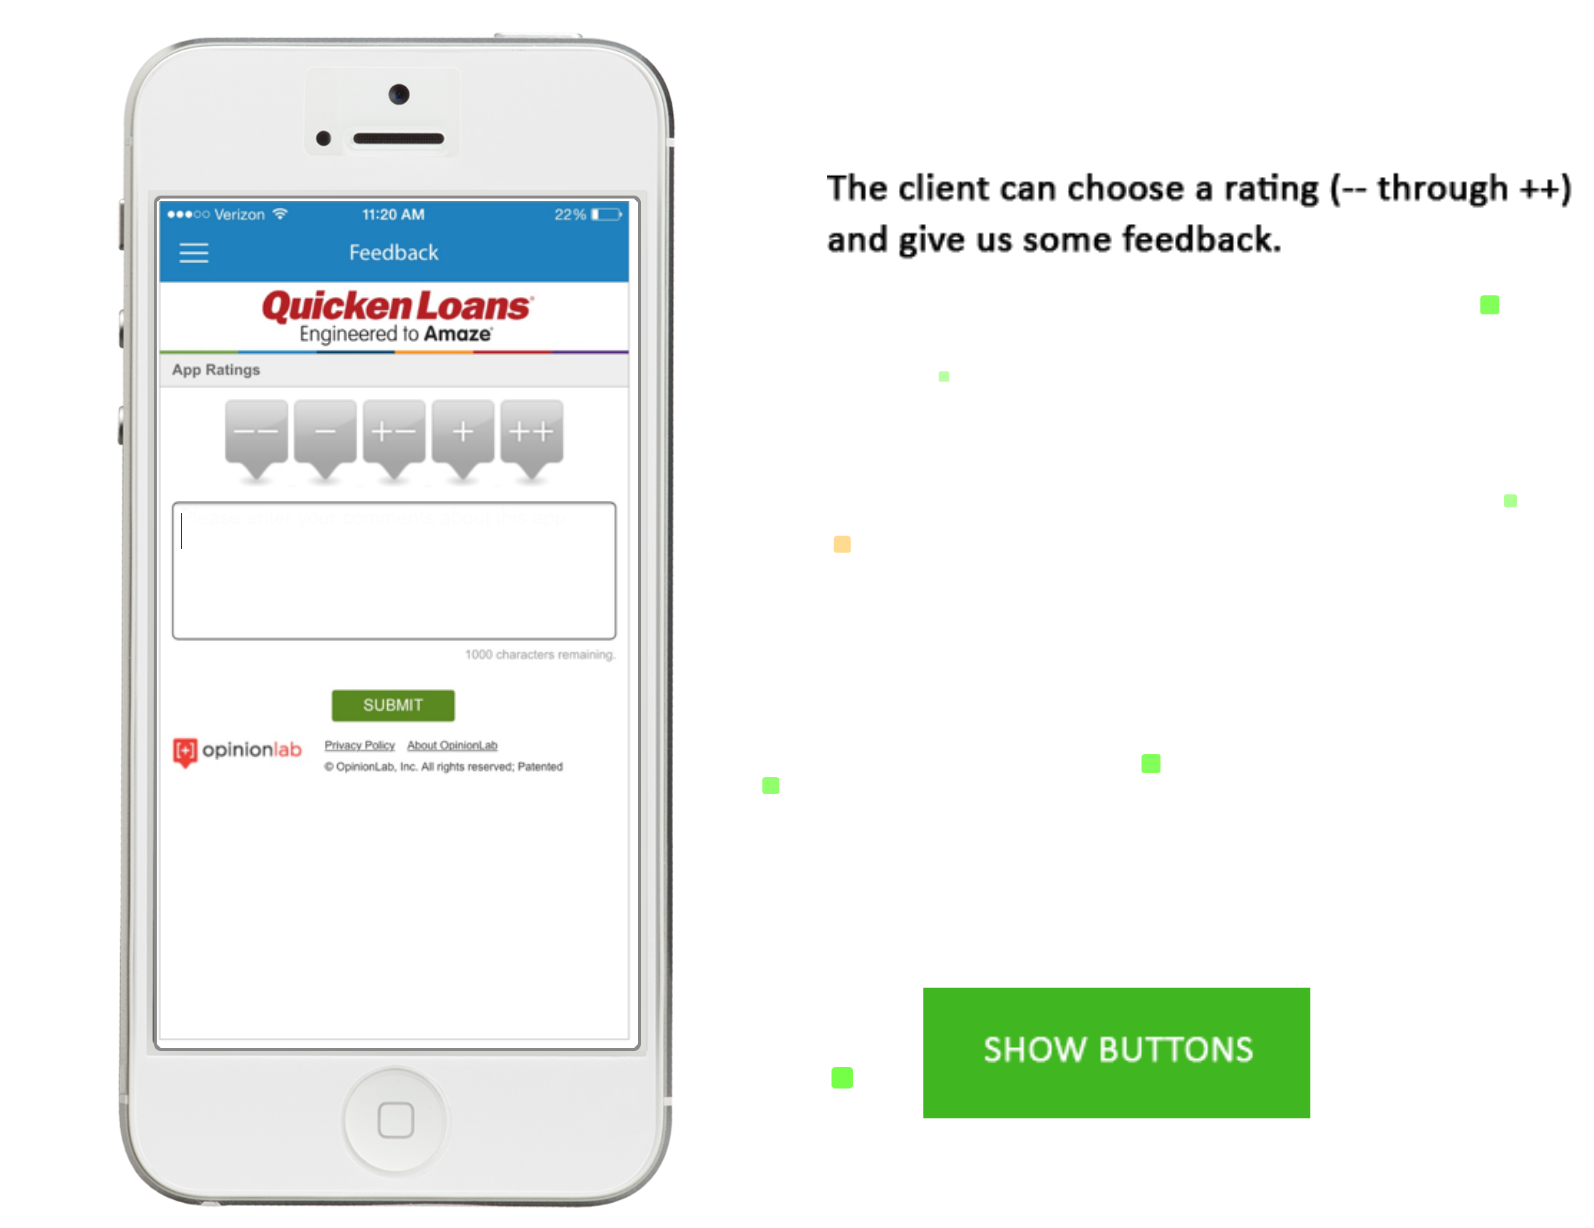 Verizon 11:20 AM 22%
Feedback
Quicken Loans®
Engineered to Amaze®
App Ratings
−− − +− + ++
1000 characters remaining.
SUBMIT
[+] opinionlab
Privacy Policy About OpinionLab
© OpinionLab, Inc. All rights reserved; Patented
The client can choose a rating (-- through ++)
and give us some feedback.
SHOW BUTTONS